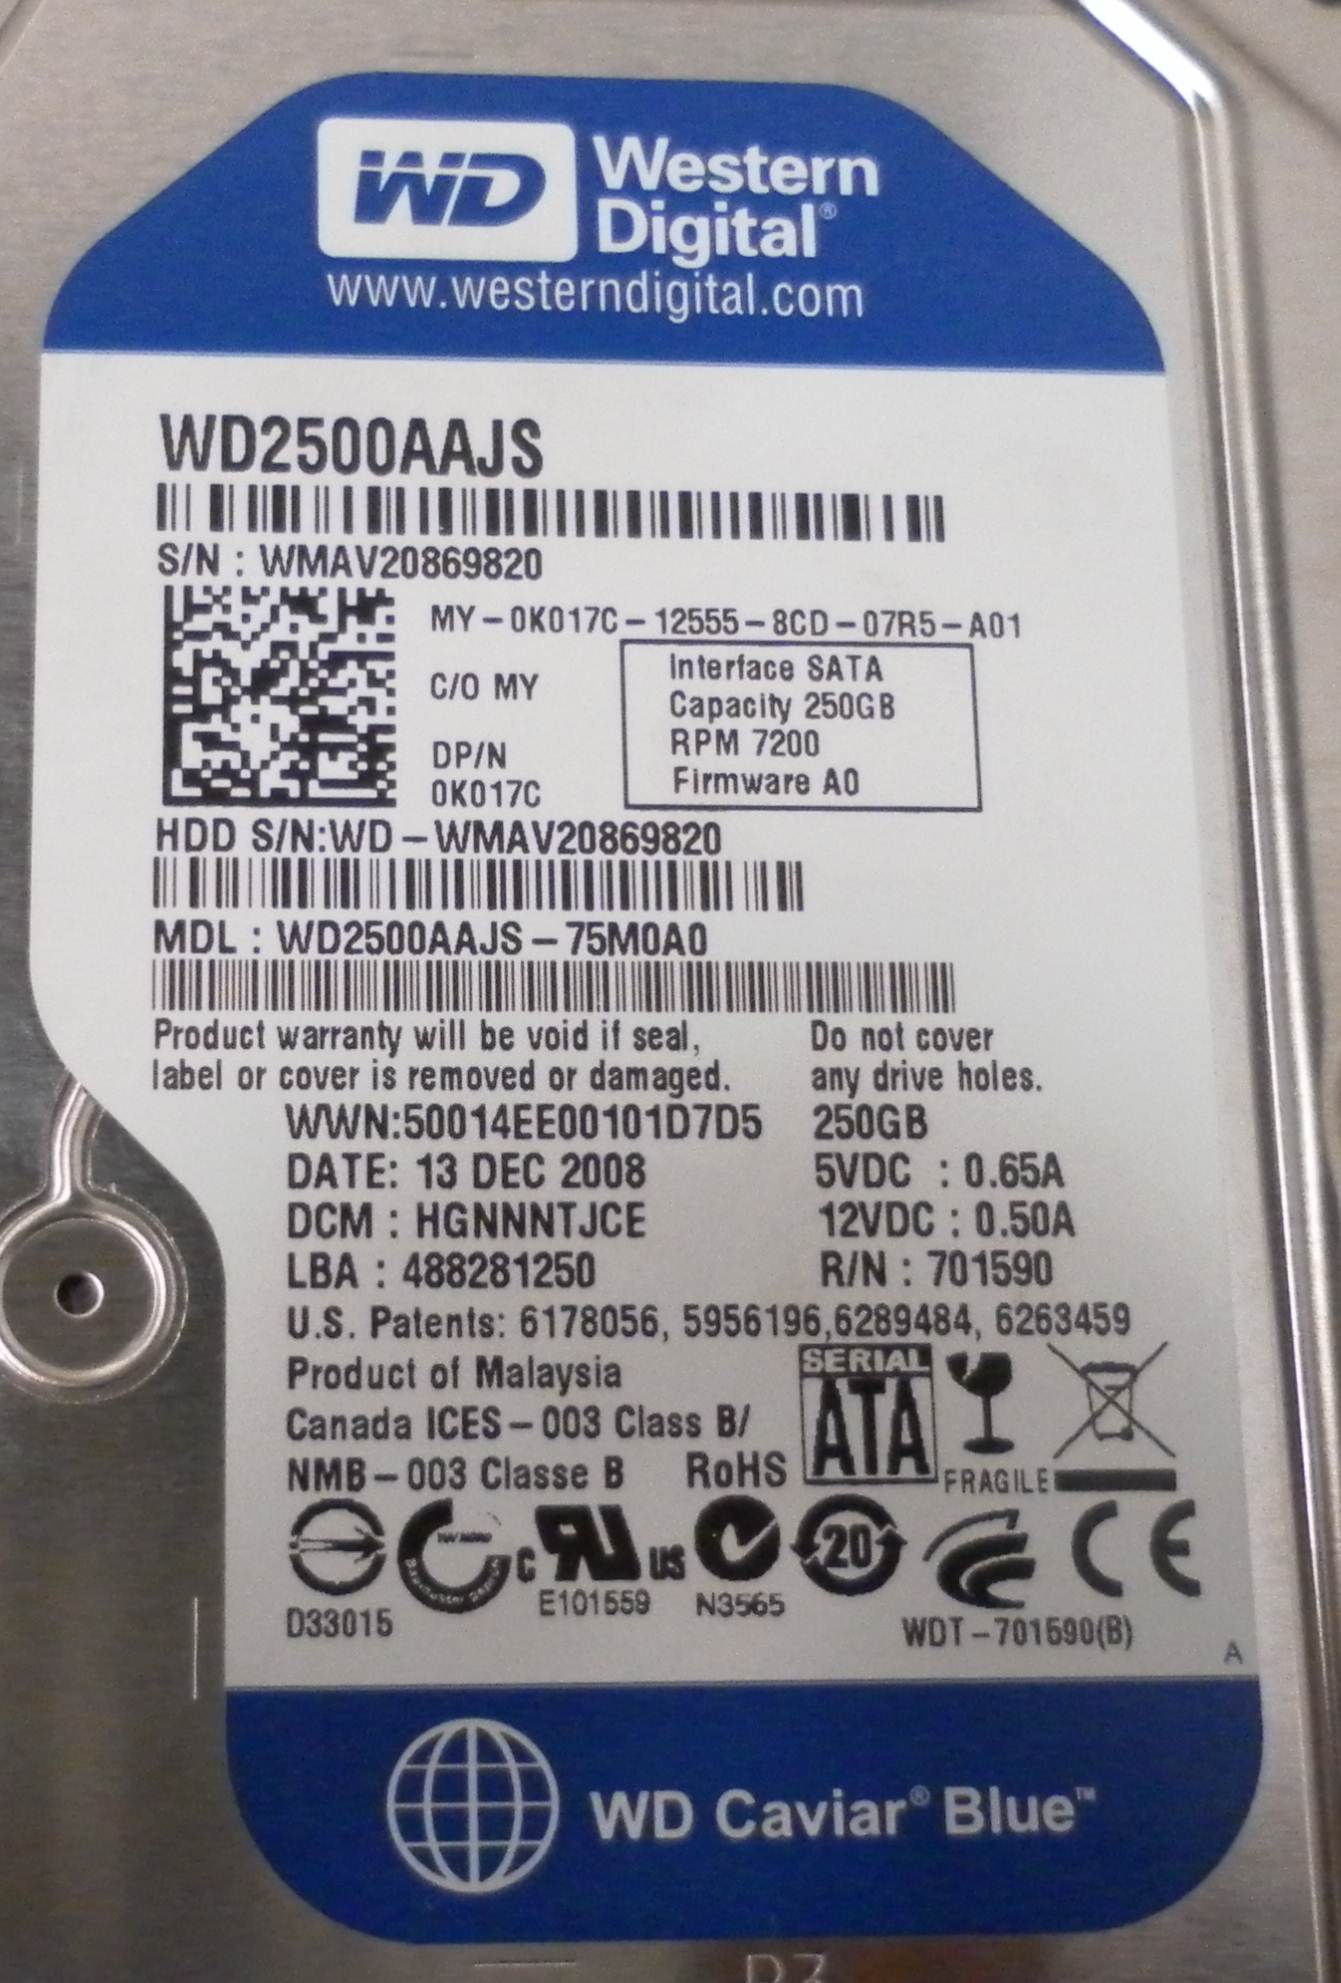 WD Western
Digital®
www.westerndigital.com
WD2500AAJS
S/N : WMAV20869820
MY-0K017C-12555-8CD-07R5-A01
C/O MY
DP/N
0K017C
Interface SATA
Capacity 250GB
RPM 7200
Firmware A0
HDD S/N:WD-WMAV20869820
MDL : WD2500AAJS-75M0A0
Product warranty will be void if seal,
label or cover is removed or damaged.
Do not cover
any drive holes.
WWN:50014EE00101D7D5 250GB
DATE: 13 DEC 2008 5VDC : 0.65A
DCM : HGNNNTJCE 12VDC : 0.50A
LBA : 488281250 R/N : 701590
U.S. Patents: 6178056, 5956196,6289484, 6263459
Product of Malaysia
Canada ICES-003 Class B/
NMB-003 Classe B RoHS
SERIAL
ATA
FRAGILE
C UR US
20
CE
D33015
E101559
N3565
WDT-701590(B)
A
WD Caviar® Blue™